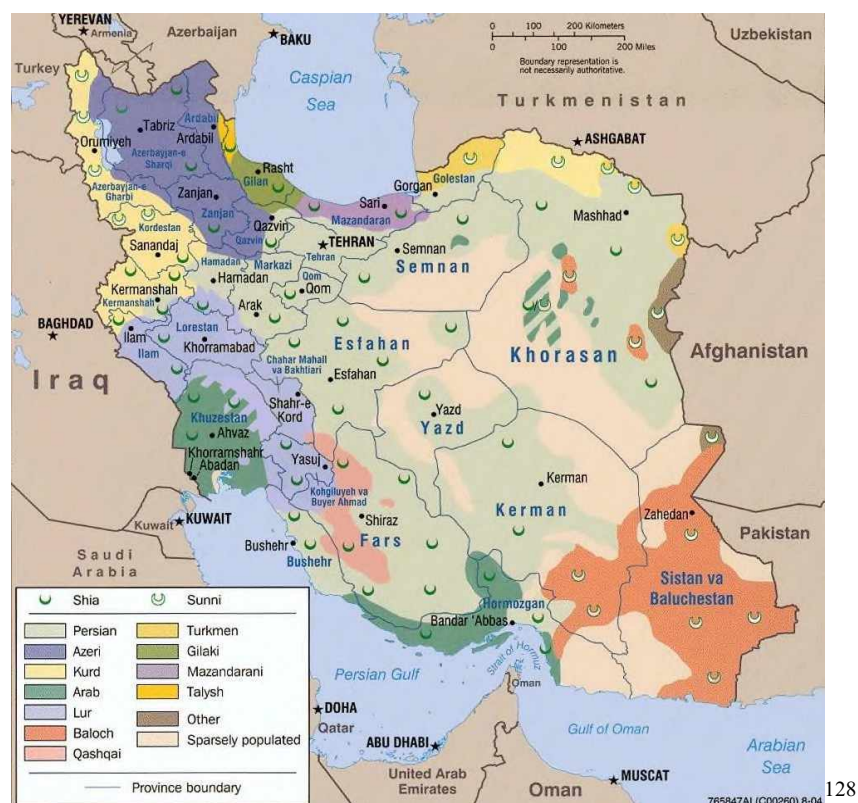 YEREVAN
Armenia
Azerbaijan
BAKU
0 100 200 Kilometers
0 100 200 Miles
Boundary representation is
not necessarily authoritative.
Uzbekistan
Turkey
Caspian
Sea
Turkmenistan
Tabriz
Ardabil
Ardabil
Orumiyeh
Azerbayjan-e
Sharqi
Rasht
Gilan
ASHGABAT
Golestan
Gorgan
Azerbayjan-e
Gharbi
Zanjan
Zanjan
Sari
Mazandaran
Mashhad
Kordestan
Qazvin
Qazvin
Sanandaj
TEHRAN
Tehran
Semnan
Semnan
Hamadan
Hamadan
Markazi
Qom
Qom
Kermanshah
Kermanshah
Arak
BAGHDAD
Ilam
Ilam
Lorestan
Khorramabad
Esfahan
Khorasan
Afghanistan
Iraq
Chahar Mahall
va Bakhtiari
Esfahan
Shahr-e
Kord
Yazd
Yazd
Khuzestan
Ahvaz
Khorramshahr
Abadan
Yasuj
Kohgiluyeh va
Buyer Ahmad
Kerman
Kerman
Zahedan
Kuwait
KUWAIT
Shiraz
Fars
Pakistan
Saudi
Arabia
Bushehr
Bushehr
Sistan va
Baluchestan
Hormozgan
Bandar 'Abbas
Strait of Hormuz
Oman
Persian Gulf
DOHA
Qatar
Gulf of Oman
ABU DHABI
Arabian
Sea
United Arab
Emirates
Oman
MUSCAT
Shia
Sunni
Persian
Turkmen
Azeri
Gilaki
Kurd
Mazandarani
Arab
Talysh
Lur
Other
Baloch
Sparsely populated
Qashqai
Province boundary
765847AI (C00260) 8-04
128